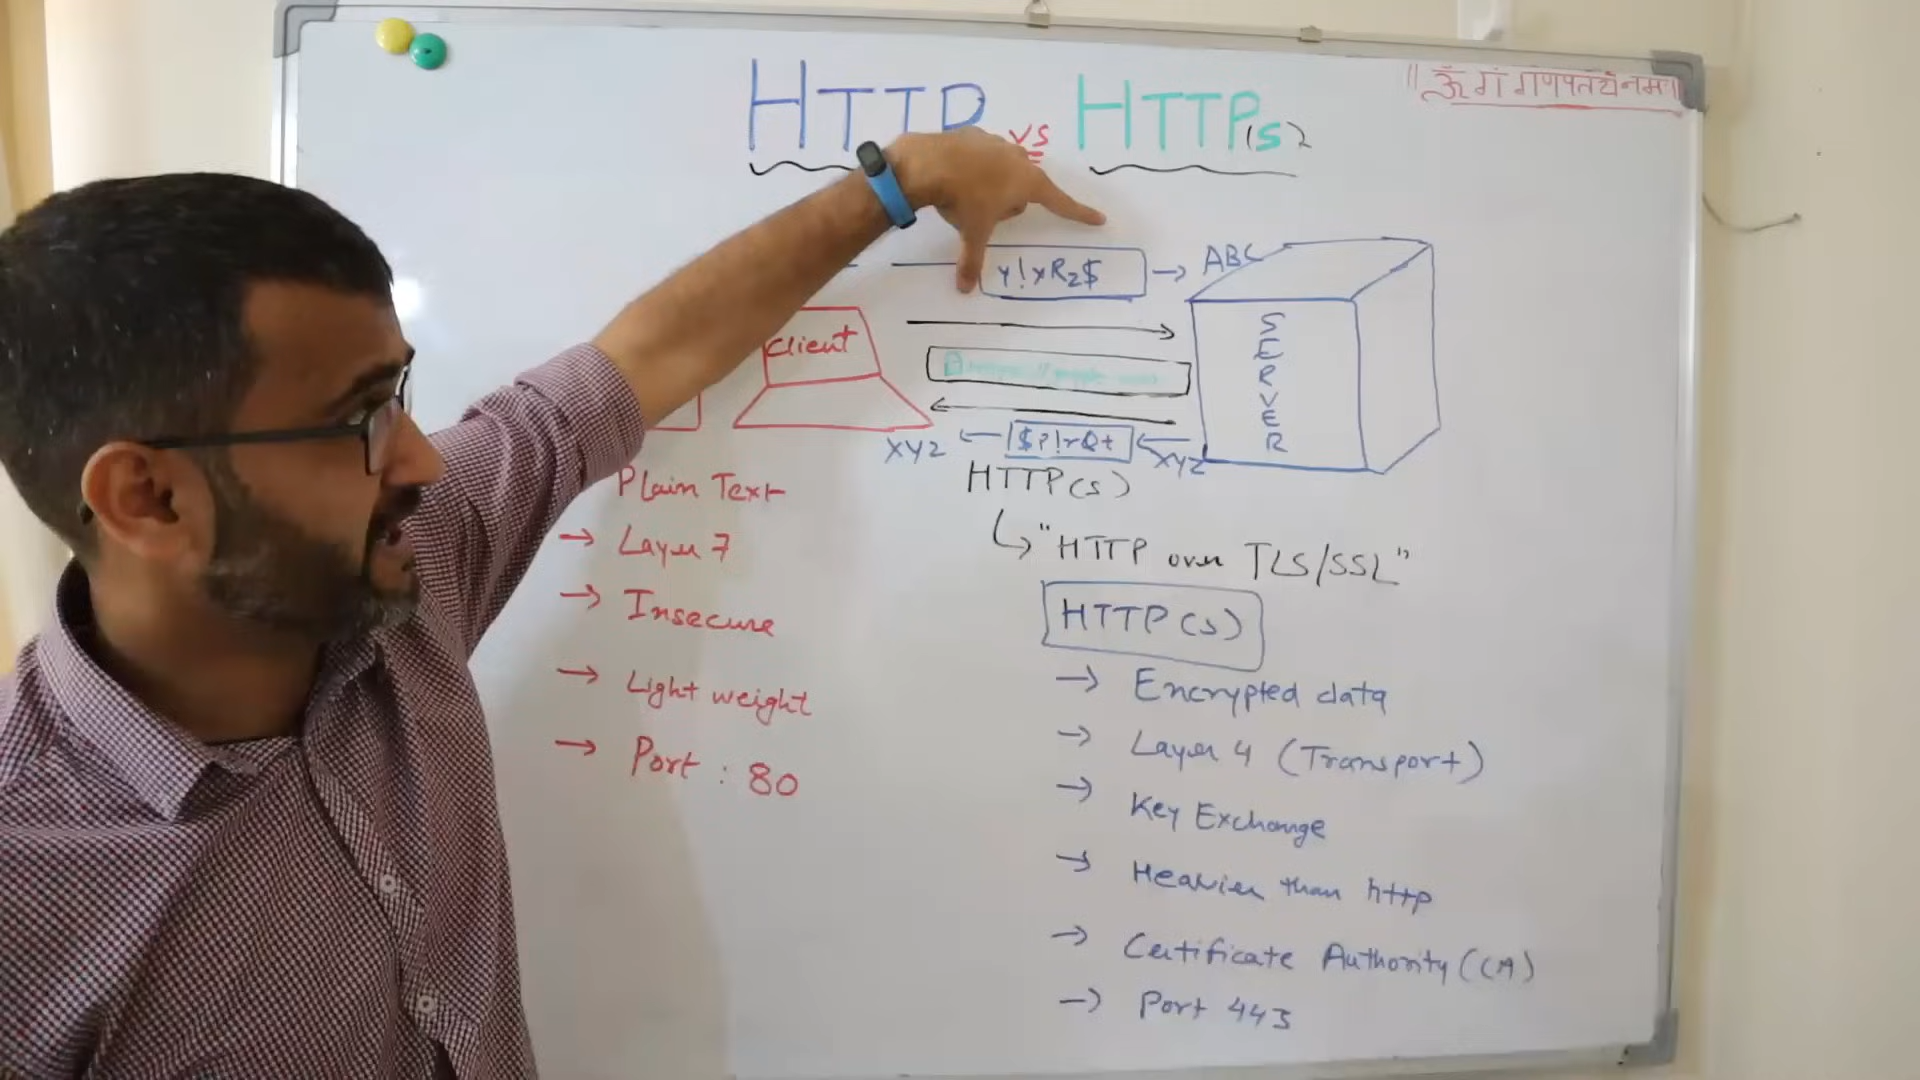 HTTP vs HTTP(s)
॥ ॐ गं गणपतये नमः ॥
y!xR2$ → ABC
Client
SERVER
XYZ ← $?!rQt ← XYZ
HTTP(s)
↳ "HTTP over TLS/SSL"
Plain Text
→ Layer 7
→ Insecure
→ Light weight
→ Port : 80
HTTP(s)
→ Encrypted data
→ Layer 4 (Transport)
→ Key Exchange
→ Heavier than http
→ Certificate Authority (CA)
→ Port 443